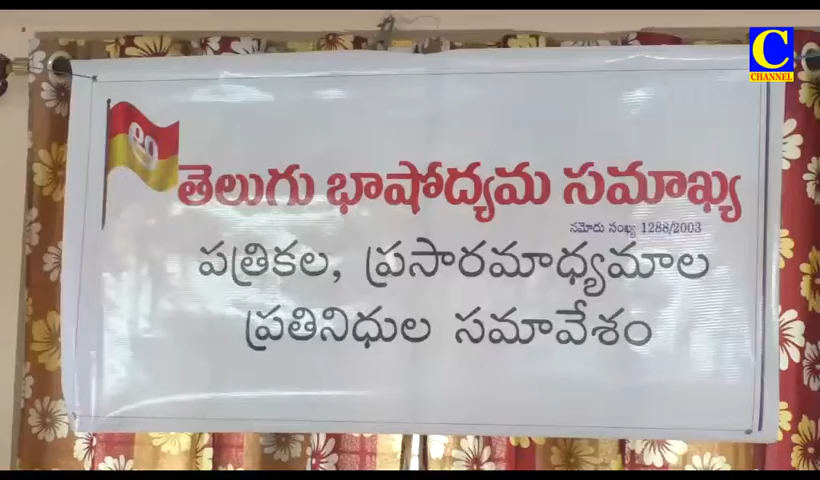 C
CHANNEL
అ
తెలుగు భాషోద్యమ సమాఖ్య
నమోదు సంఖ్య 1288/2003
పత్రికల, ప్రసారమాధ్యమాల
ప్రతినిధుల సమావేశం